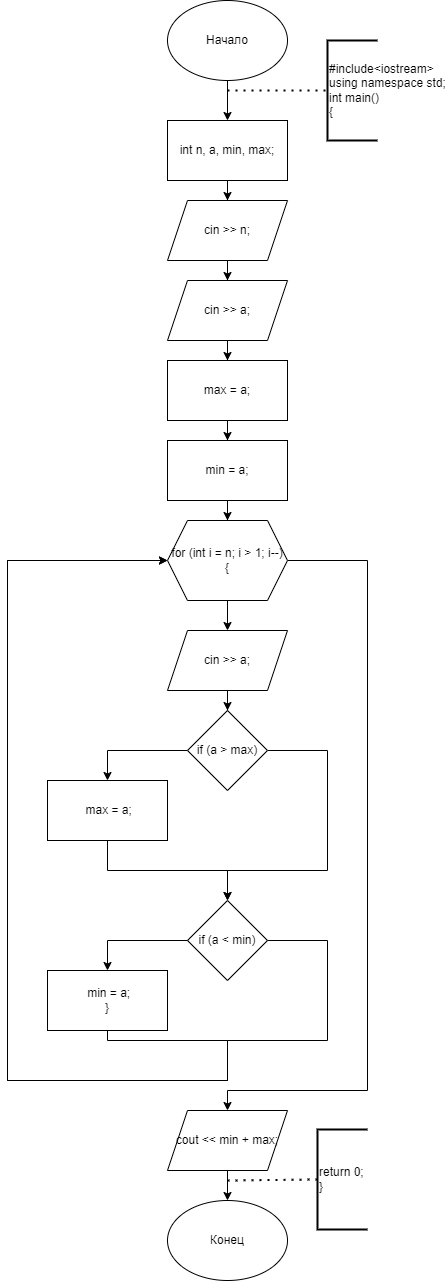 Начало
#include<iostream>
using namespace std;
int main()
{
int n, a, min, max;
cin >> n;
cin >> a;
max = a;
min = a;
for (int i = n; i > 1; i--)
{
cin >> a;
if (a > max)
max = a;
if (a < min)
min = a;
}
cout << min + max;
return 0;
}
Конец